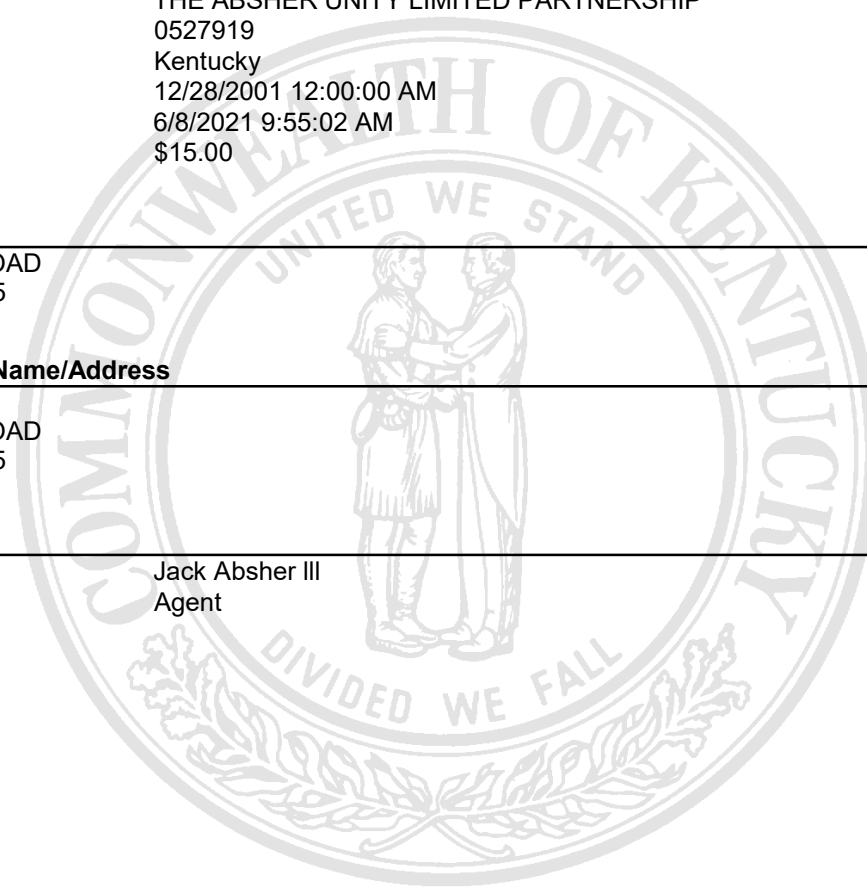 THE ABSHER UNITY LIMITED PARTNERSHIP
0527919
Kentucky
12/28/2001 12:00:00 AM
6/8/2021 9:55:02 AM
$15.00
COMMONWEALTH OF KENTUCKY
UNITED WE STAND
OAD
5
Name/Address
OAD
5
Jack Absher lll
Agent
DIVIDED WE FALL